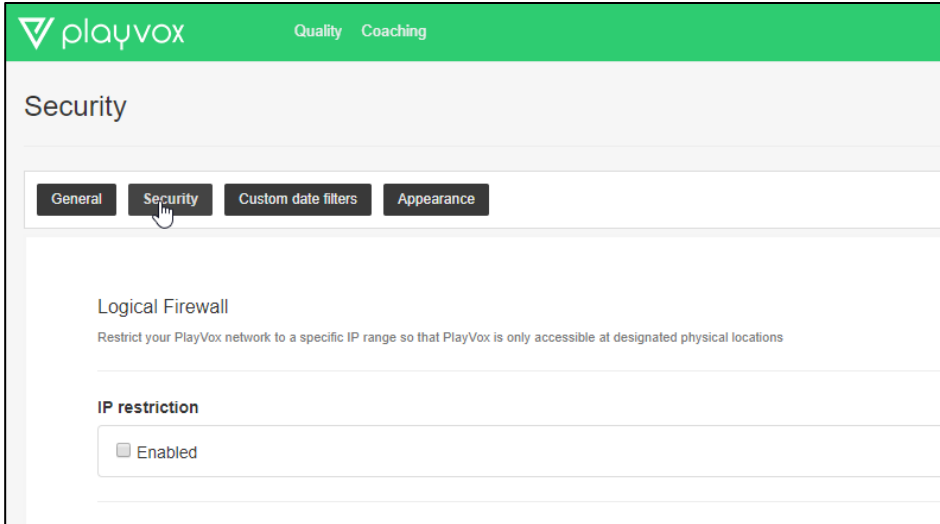 playvox Quality Coaching
Security
General Security Custom date filters Appearance
Logical Firewall
Restrict your PlayVox network to a specific IP range so that PlayVox is only accessible at designated physical locations
IP restriction
Enabled